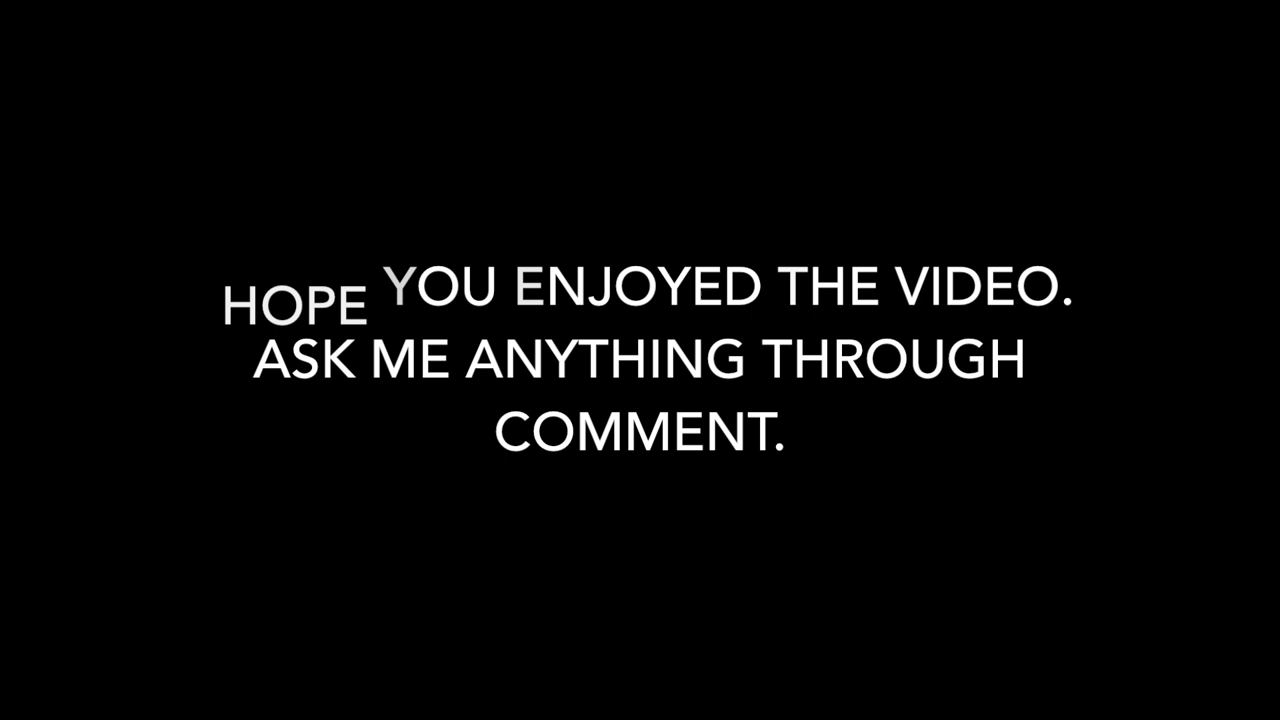 HOPE YOU ENJOYED THE VIDEO.
ASK ME ANYTHING THROUGH
COMMENT.